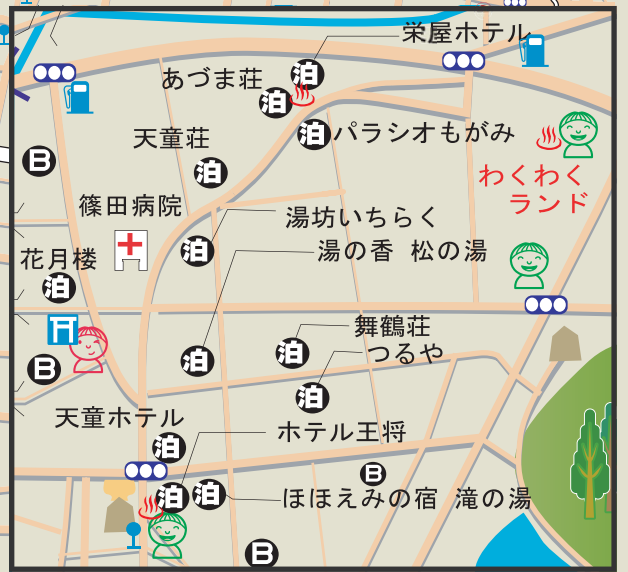 栄屋ホテル
泊
あづま荘
泊
泊
パラシオもがみ
天童荘
泊
B
わくわく
ランド
篠田病院
湯坊いちらく
泊
花月楼
湯の香 松の湯
泊
舞鶴荘
泊
泊
つるや
B
泊
天童ホテル
泊
ホテル王将
B
泊
泊
ほほえみの宿 滝の湯
B